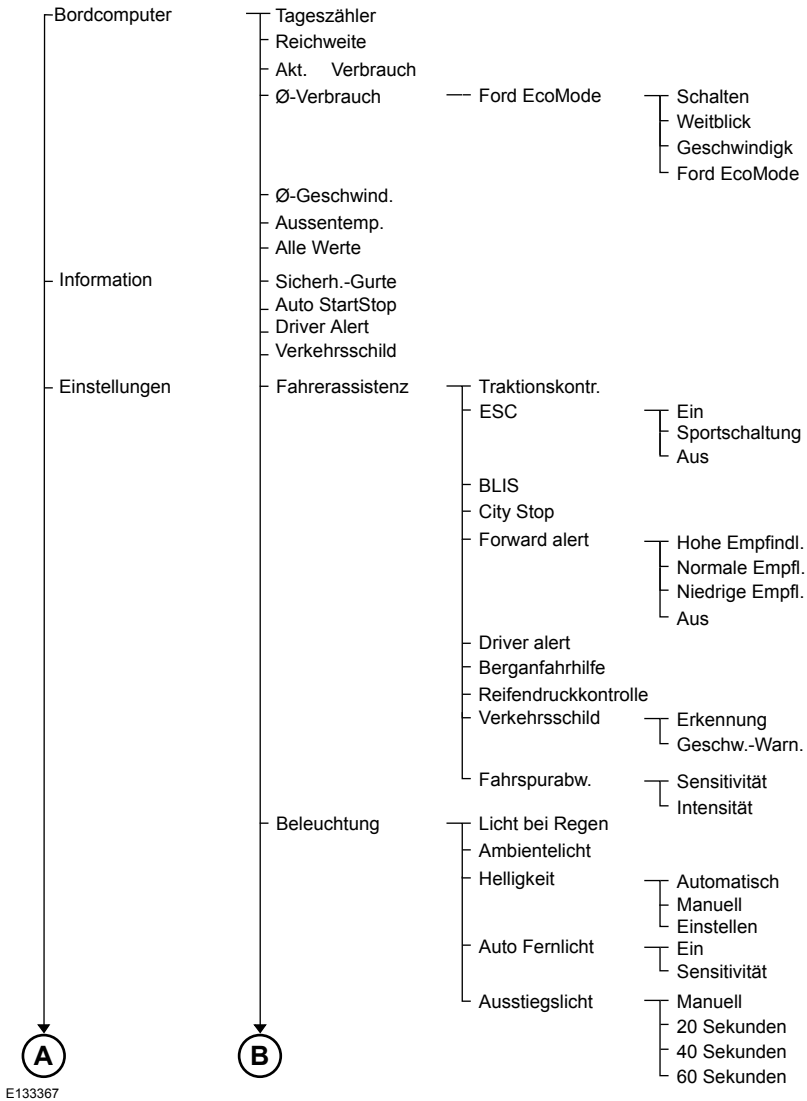 Bordcomputer Tageszähler
Reichweite
Akt. Verbrauch
Ø-Verbrauch Ford EcoMode Schalten
Weitblick
Geschwindigk
Ford EcoMode
Ø-Geschwind.
Aussentemp.
Alle Werte
Information Sicherh.-Gurte
Auto StartStop
Driver Alert
Verkehrsschild
Einstellungen Fahrerassistenz Traktionskontr.
ESC Ein
Sportschaltung
Aus
BLIS
City Stop
Forward alert Hohe Empfindl.
Normale Empfl.
Niedrige Empfl.
Aus
Driver alert
Berganfahrhilfe
Reifendruckkontrolle
Verkehrsschild Erkennung
Geschw.-Warn.
Fahrspurabw. Sensitivität
Intensität
Beleuchtung Licht bei Regen
Ambientelicht
Helligkeit Automatisch
Manuell
Einstellen
Auto Fernlicht Ein
Sensitivität
Ausstiegslicht Manuell
20 Sekunden
40 Sekunden
60 Sekunden
A B
E133367